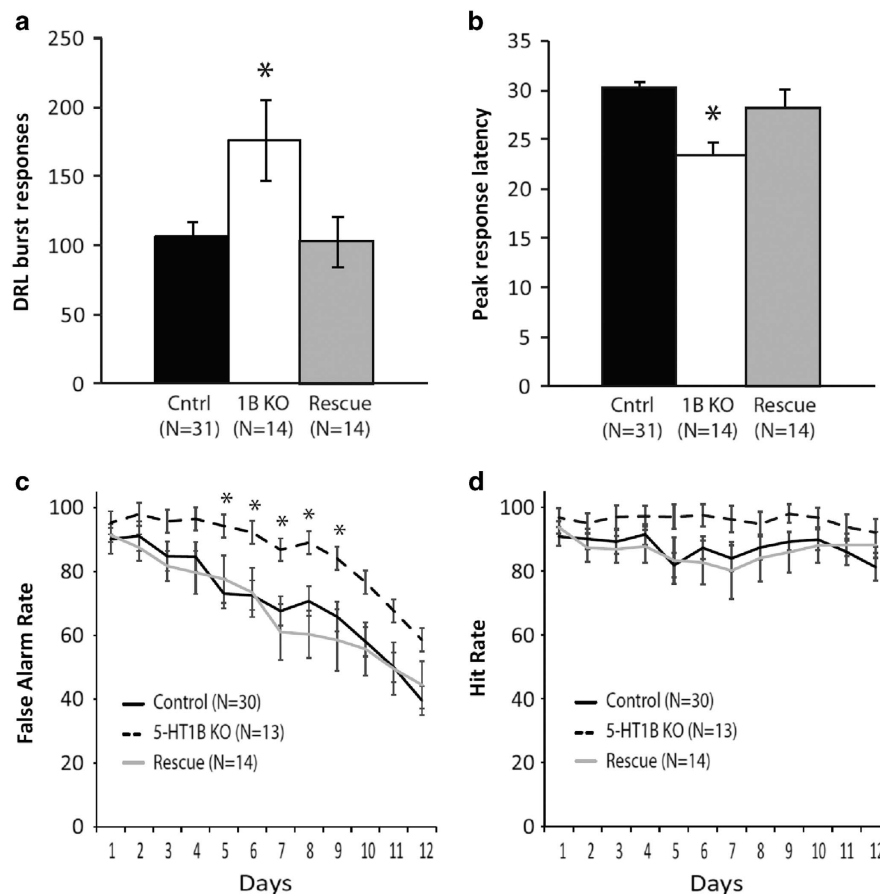 a
DRL burst responses
250
200
150
100
50
0
*
Cntrl 1B KO Rescue
(N=31) (N=14) (N=14)
b
Peak response latency
35
30
25
20
15
10
5
0
*
Cntrl 1B KO Rescue
(N=31) (N=14) (N=14)
c
False Alarm Rate
100
80
60
40
20
0
* * * * *
Control (N=30)
5-HT1B KO (N=13)
Rescue (N=14)
1 2 3 4 5 6 7 8 9 10 11 12
Days
d
Hit Rate
100
80
60
40
20
0
Control (N=30)
5-HT1B KO (N=13)
Rescue (N=14)
1 2 3 4 5 6 7 8 9 10 11 12
Days